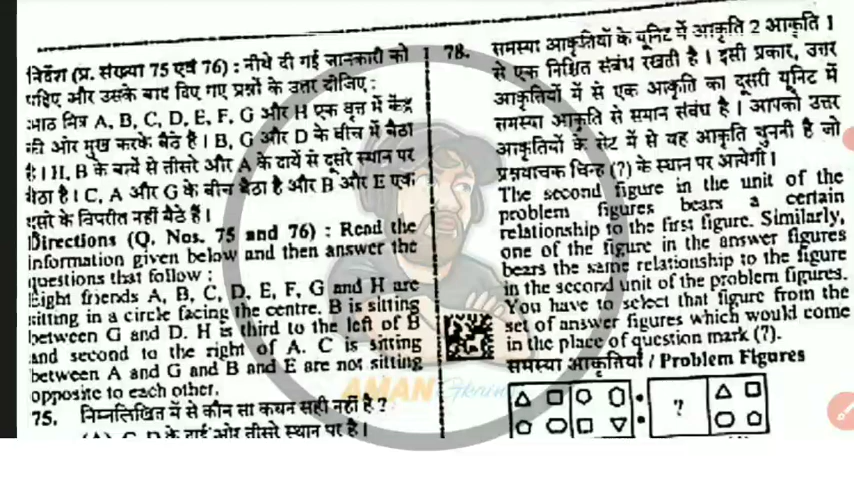 निर्देश (प्र. संख्या 75 एवं 76) : नीचे दी गई जानकारी को
पढ़िए और उसके बाद दिए गए प्रश्नों के उत्तर दीजिए :
आठ मित्र A, B, C, D, E, F, G और H एक वृत्त में केंद्र
की ओर मुख करके बैठे हैं। B, G और D के बीच में बैठा
है। H, B के बायें से तीसरे और A के दायें से दूसरे स्थान पर
बैठा है। C, A और G के बीच बैठा है और B और E एक
दूसरे के विपरीत नहीं बैठे हैं।
Directions (Q. Nos. 75 and 76) : Read the
information given below and then answer the
questions that follow :
Eight friends A, B, C, D, E, F, G and H are
sitting in a circle facing the centre. B is sitting
between G and D. H is third to the left of B
and second to the right of A. C is sitting
between A and G and B and E are not sitting
opposite to each other.
75. निम्नलिखित में से कौन सा कथन सही नहीं है ?
(A) C, D के दाईं ओर तीसरे स्थान पर है।
78. समस्या आकृतियों के यूनिट में आकृति 2 आकृति 1
से एक निश्चित संबंध रखती है। इसी प्रकार, उत्तर
आकृतियों में से एक आकृति का दूसरी यूनिट में
समस्या आकृति से समान संबंध है। आपको उत्तर
आकृतियों के सेट में से वह आकृति चुननी है जो
प्रश्नवाचक चिन्ह (?) के स्थान पर आयेगी।
The second figure in the unit of the
problem figures bears a certain
relationship to the first figure. Similarly,
one of the figure in the answer figures
bears the same relationship to the figure
in the second unit of the problem figures.
You have to select that figure from the
set of answer figures which would come
in the place of question mark (?).
समस्या आकृतियाँ / Problem Figures
?
AMAN